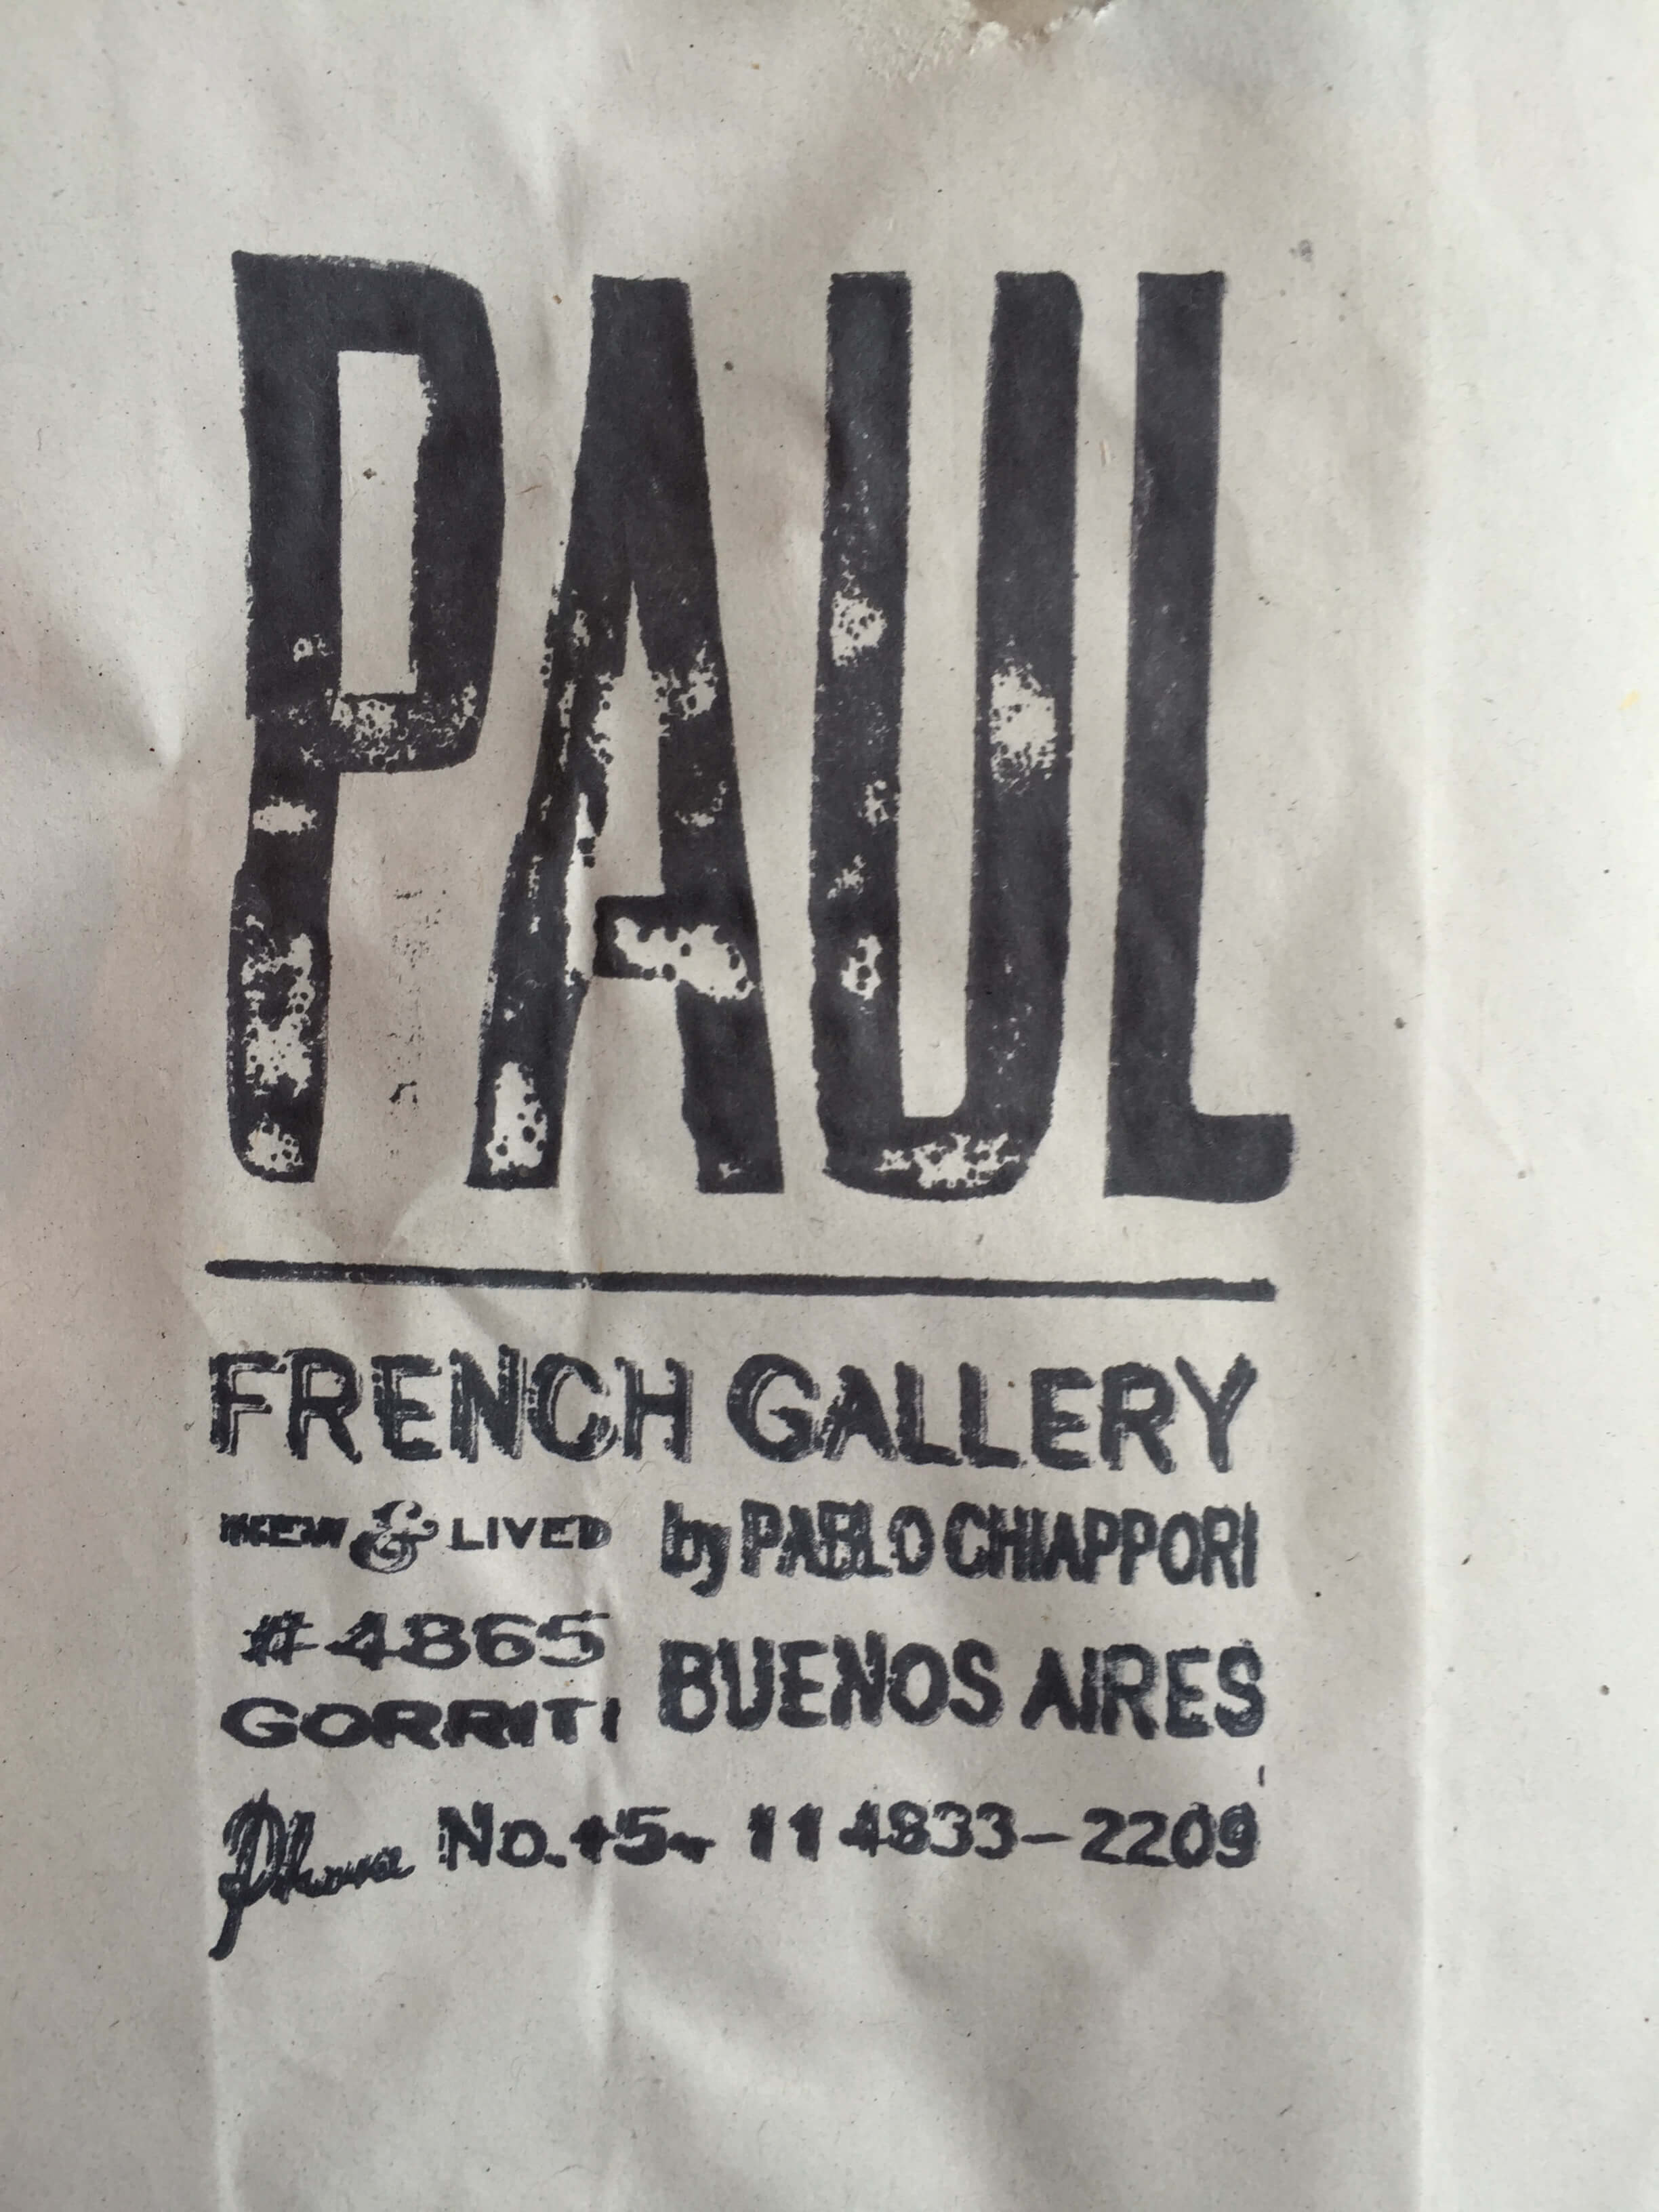 PAUL
FRENCH GALLERY
NEW & LIVED
by PABLO CHIAPPORI
# 4865
GORRITI
BUENOS AIRES
Phone No. +54 11 4833-2209